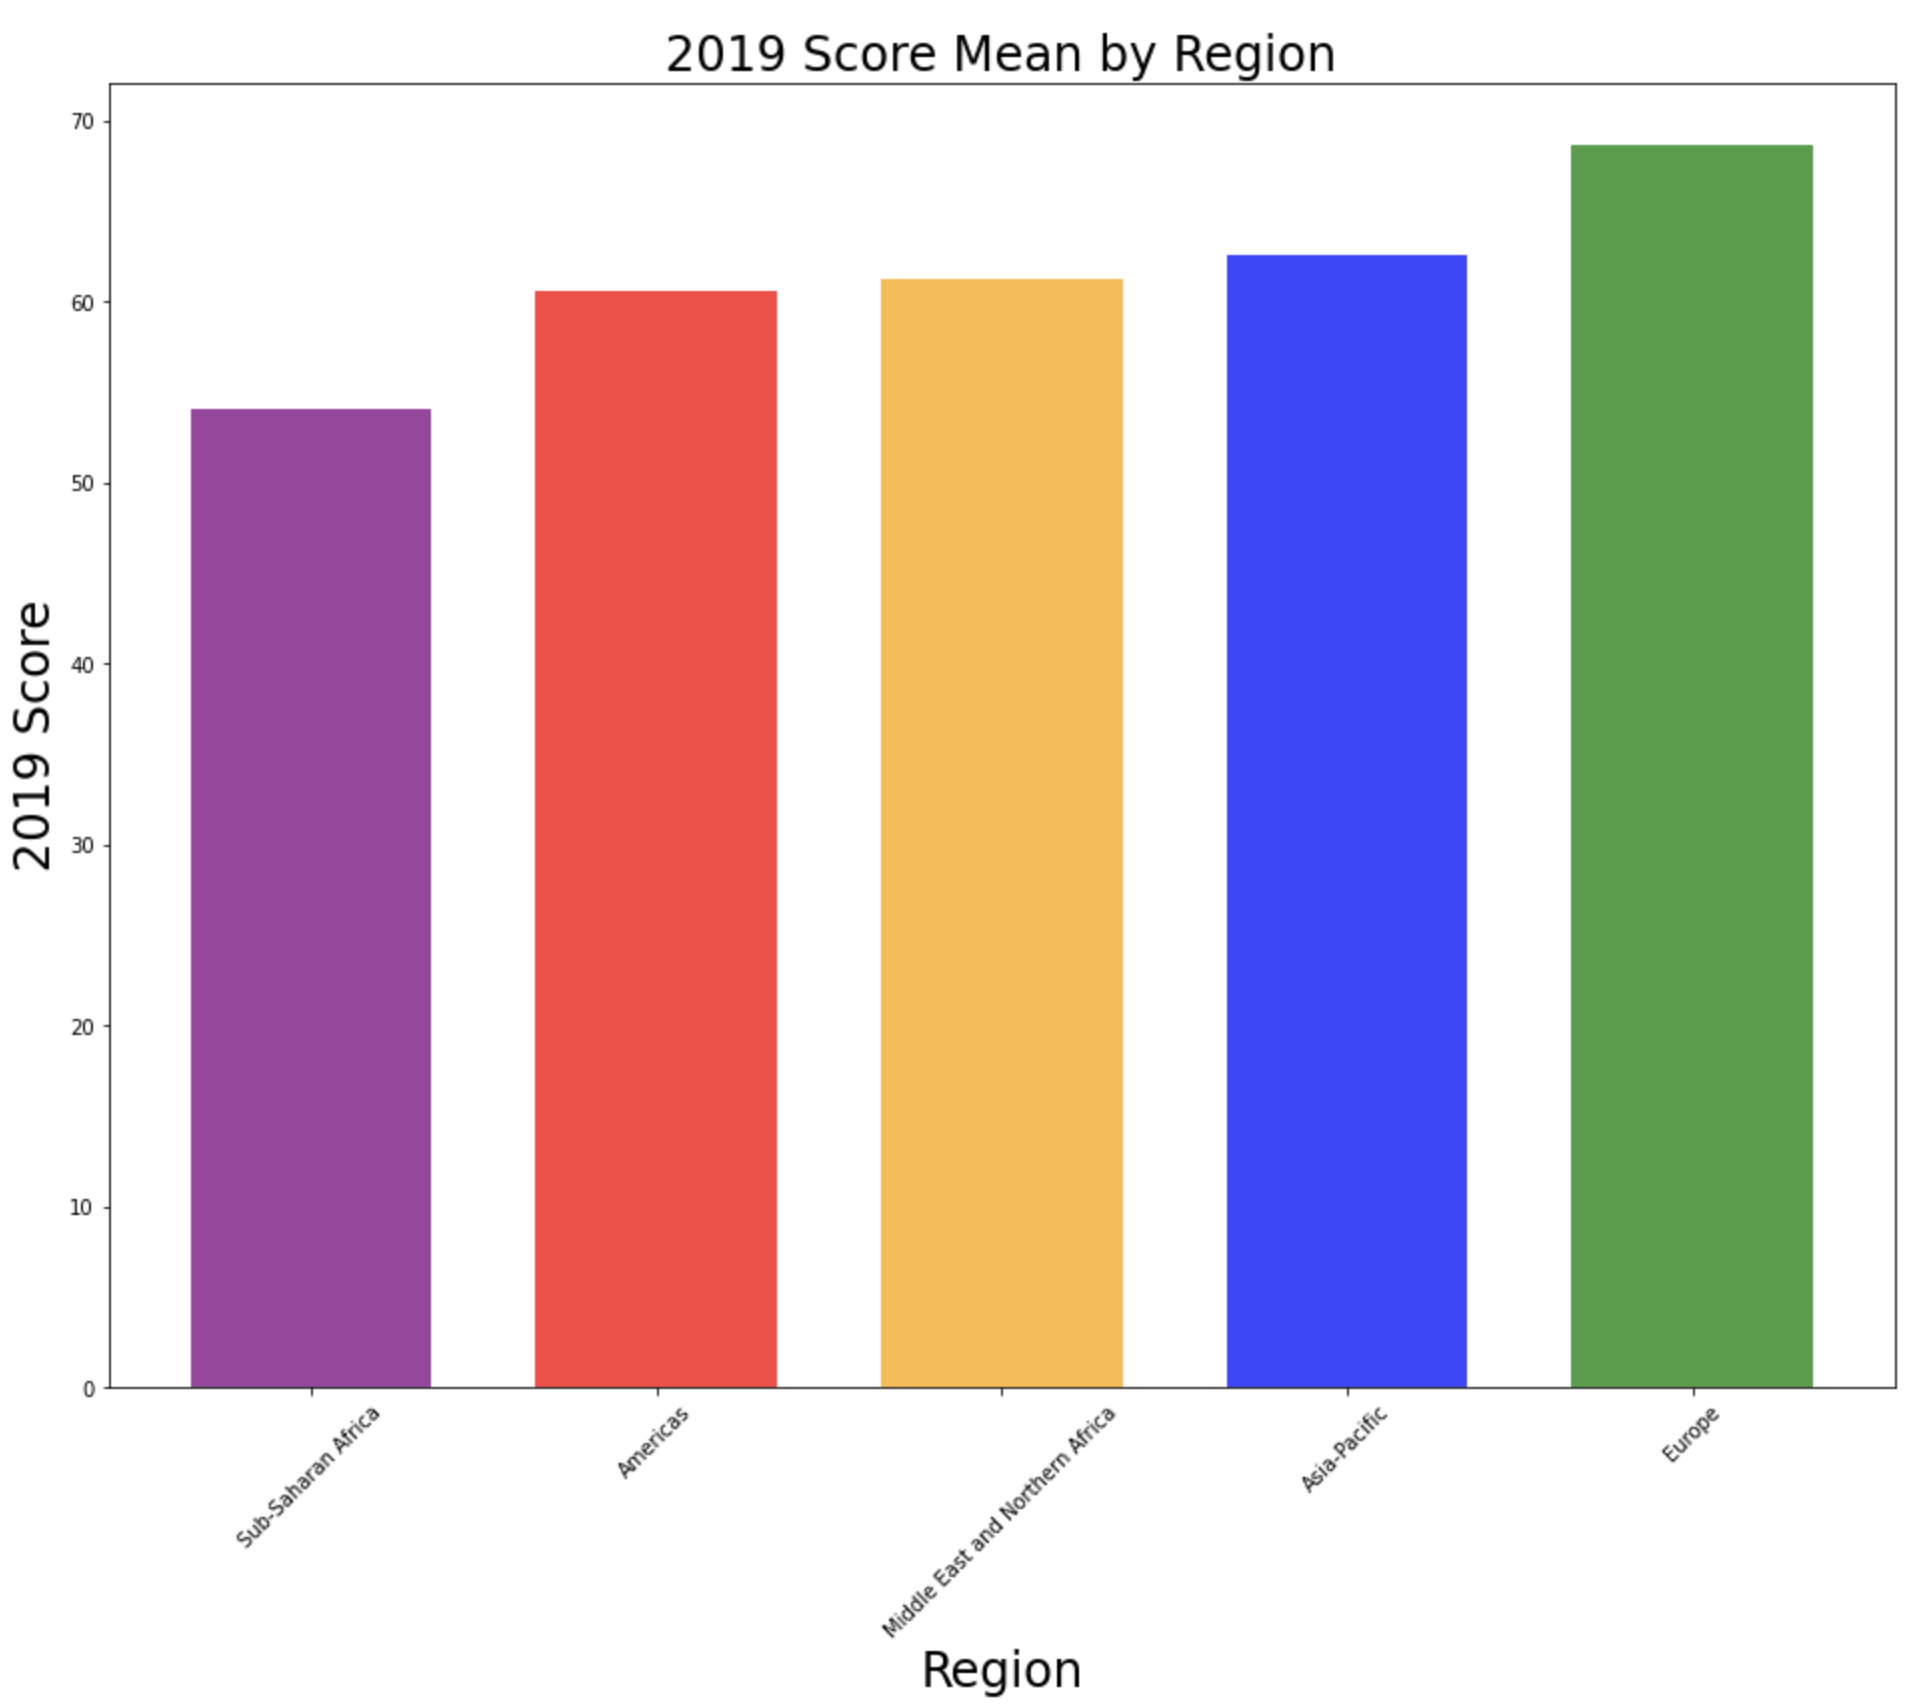 2019 Score Mean by Region
2019 Score
70
60
50
40
30
20
10
0
Sub-Saharan Africa
Americas
Middle East and Northern Africa
Asia-Pacific
Europe
Region